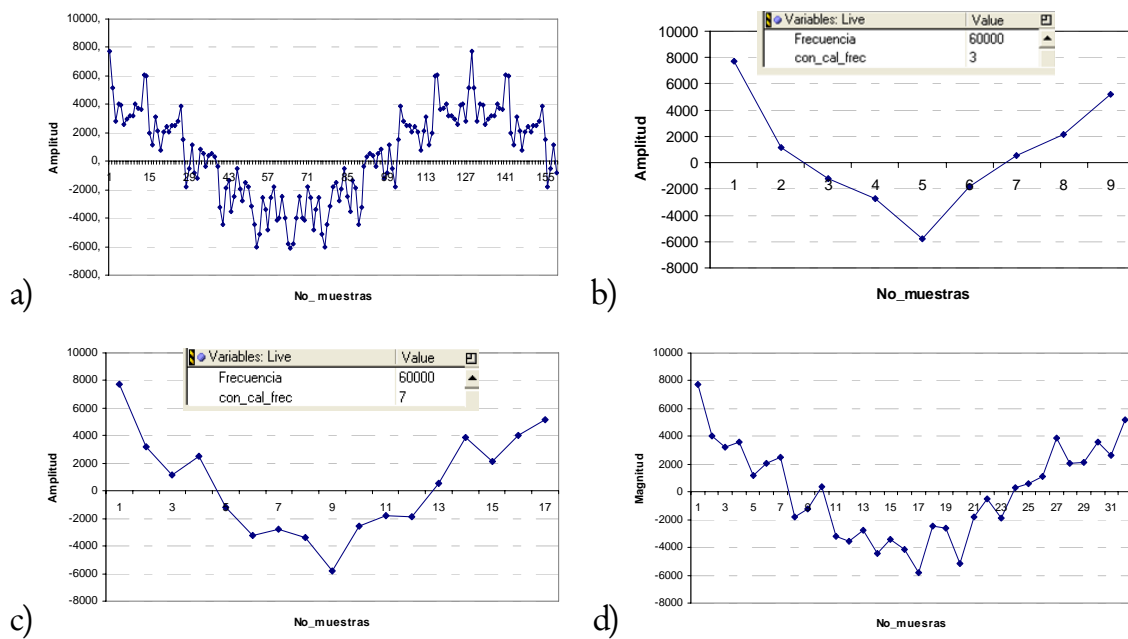 10000,
8000,
6000,
4000,
2000,
0,
-2000,
-4000,
-6000,
-8000,
Amplitud
1 15 29 43 57 71 85 99 113 127 141 155
No_ muestras
a)
Variables: Live Value
Frecuencia 60000
con_cal_frec 3
10000
8000
6000
4000
2000
0
-2000
-4000
-6000
-8000
Amplitud
1 2 3 4 5 6 7 8 9
No_muestras
b)
Variables: Live Value
Frecuencia 60000
con_cal_frec 7
10000
8000
6000
4000
2000
0
-2000
-4000
-6000
-8000
Amplitud
1 3 5 7 9 11 13 15 17
No_muestras
c)
10000
8000
6000
4000
2000
0
-2000
-4000
-6000
-8000
Magnitud
1 3 5 7 9 11 13 15 17 19 21 23 25 27 29 31
No_muestras
d)